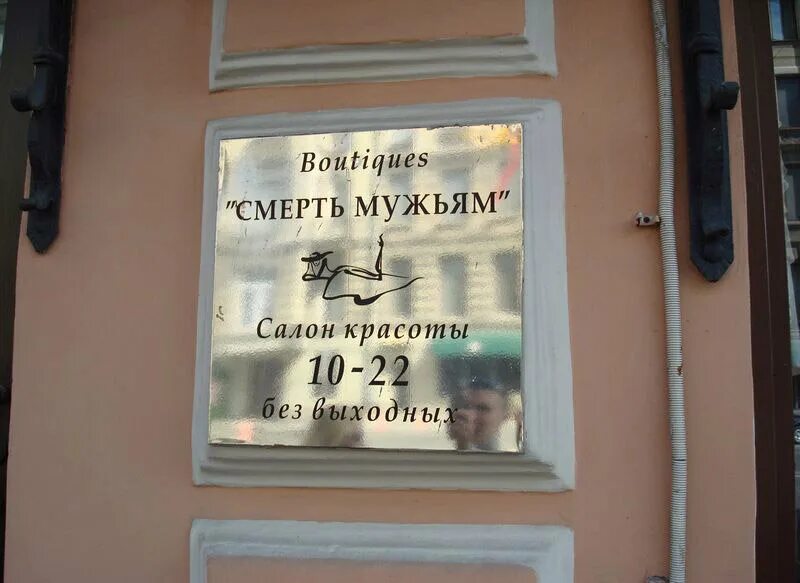 Boutiques
"СМЕРТЬ МУЖЬЯМ"
Салон красоты
10-22
без выходных